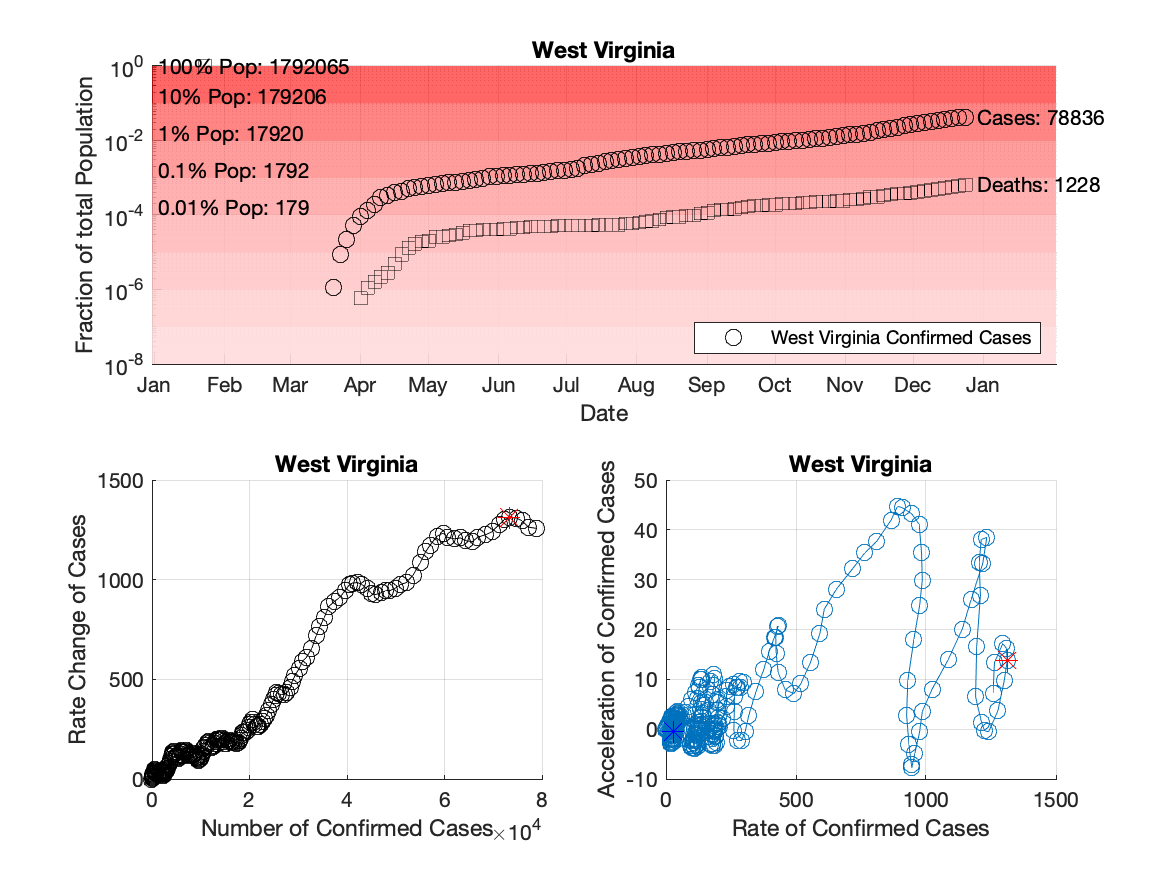 West Virginia
Fraction of total Population
10^0
10^-2
10^-4
10^-6
10^-8
100% Pop: 1792065
10% Pop: 179206
1% Pop: 17920
0.1% Pop: 1792
0.01% Pop: 179
Cases: 78836
Deaths: 1228
West Virginia Confirmed Cases
Jan Feb Mar Apr May Jun Jul Aug Sep Oct Nov Dec Jan
Date
West Virginia
Rate Change of Cases
1500
1000
500
0
0 2 4 6 8
Number of Confirmed Cases ×10^4
West Virginia
Acceleration of Confirmed Cases
50
40
30
20
10
0
-10
0 500 1000 1500
Rate of Confirmed Cases